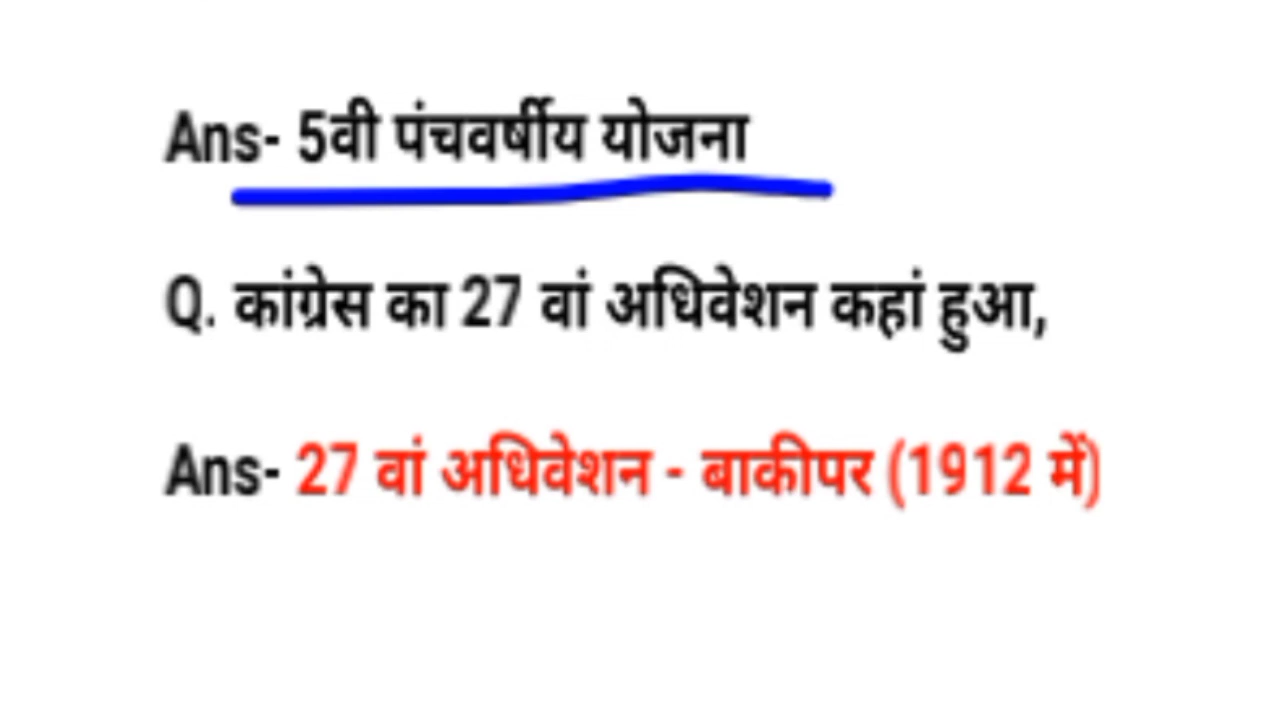 Ans- 5वी पंचवर्षीय योजना
Q. कांग्रेस का 27 वां अधिवेशन कहां हुआ,
Ans- 27 वां अधिवेशन - बाकीपर (1912 में)